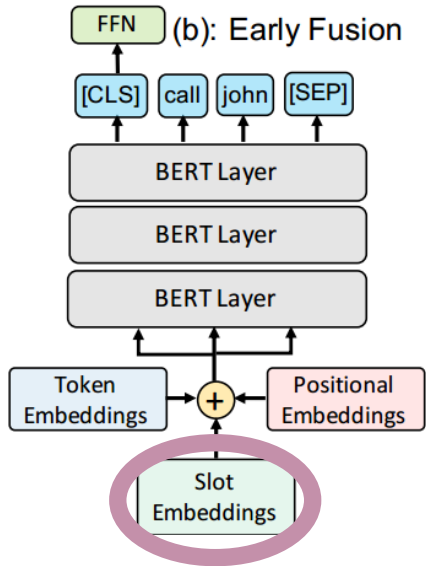 FFN
(b): Early Fusion
[CLS] call john [SEP]
BERT Layer
BERT Layer
BERT Layer
Token
Embeddings
+
Positional
Embeddings
Slot
Embeddings